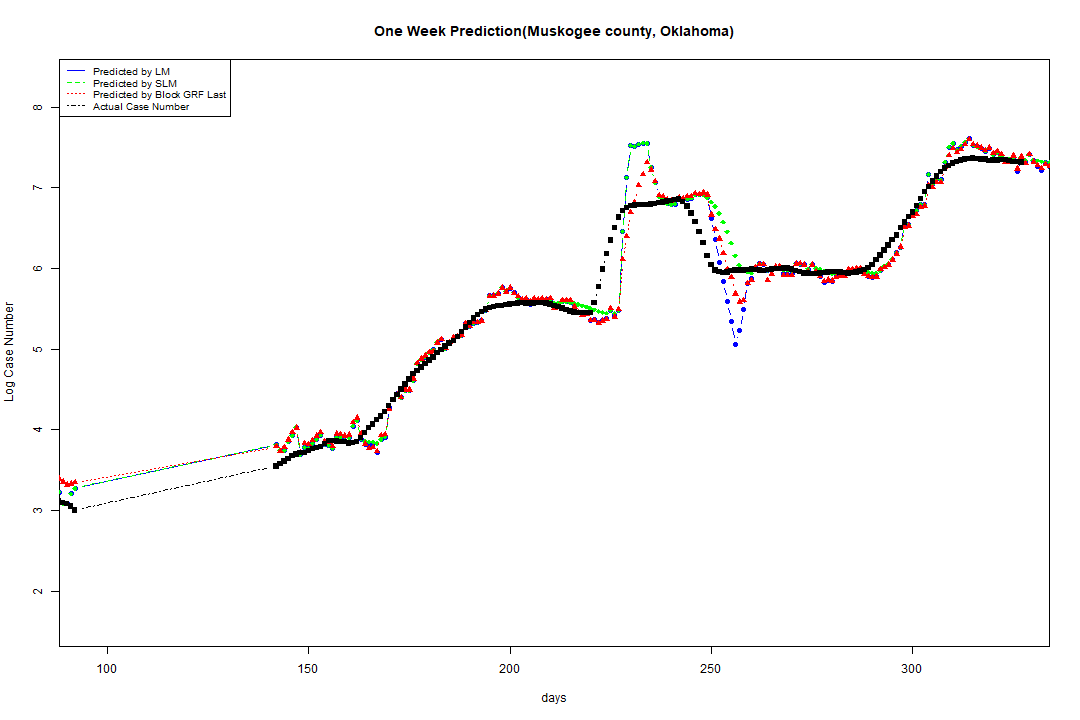 One Week Prediction(Muskogee county, Oklahoma)
Predicted by LM
Predicted by SLM
Predicted by Block GRF Last
Actual Case Number
8
7
6
5
4
3
2
Log Case Number
100 150 200 250 300
days